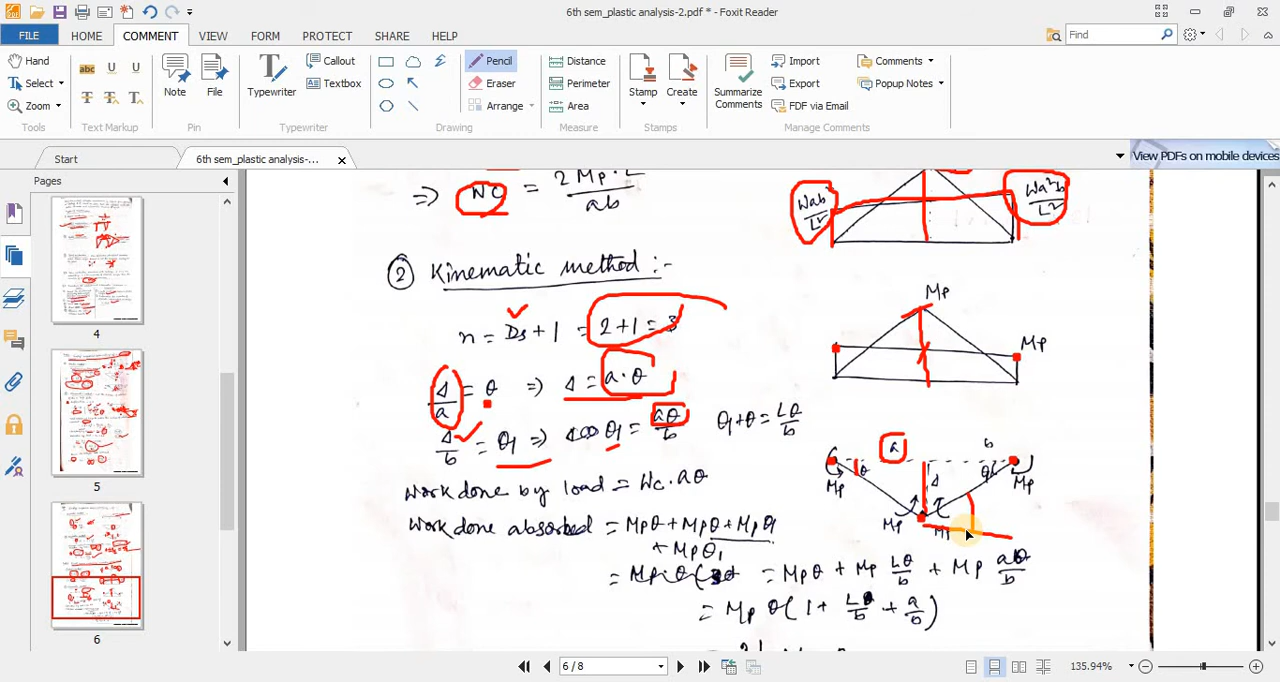 6th sem_plastic analysis-2.pdf * - Foxit Reader
FILE HOME COMMENT VIEW FORM PROTECT SHARE HELP
Find
Hand
Select
Zoom
Tools
Text Markup
Note
File
Pin
Typewriter
Callout
Textbox
Typewriter
Pencil
Eraser
Arrange
Drawing
Distance
Perimeter
Area
Measure
Stamp
Create
Stamps
Summarize Comments
Import
Export
FDF via Email
Comments
Popup Notes
Manage Comments
Start
6th sem_plastic analysis-...
View PDFs on mobile devices
Pages
4
5
6
⇒ WC = 2 Mp. L / ab
Wab² / L²
Wa²b / L²
② Kinematic method :-
n = Ds + 1 = 2+1 = 3
Δ/a = θ ⇒ Δ = a·θ
Δ/b = θ1 ⇒ θ1 = aθ/b θ1+θ = Lθ/b
Mp
Mp
a b
θ Δ θ1
Mp Mp
Mp Mp
Work done by load = Wc. aθ
Work done absorbed = Mpθ + Mpθ + Mpθ1
+ Mpθ1
= Mpθ + Mp Lθ/b + Mp aθ/b
= Mp θ(1 + L/b + a/b)
6 / 8
135.94%